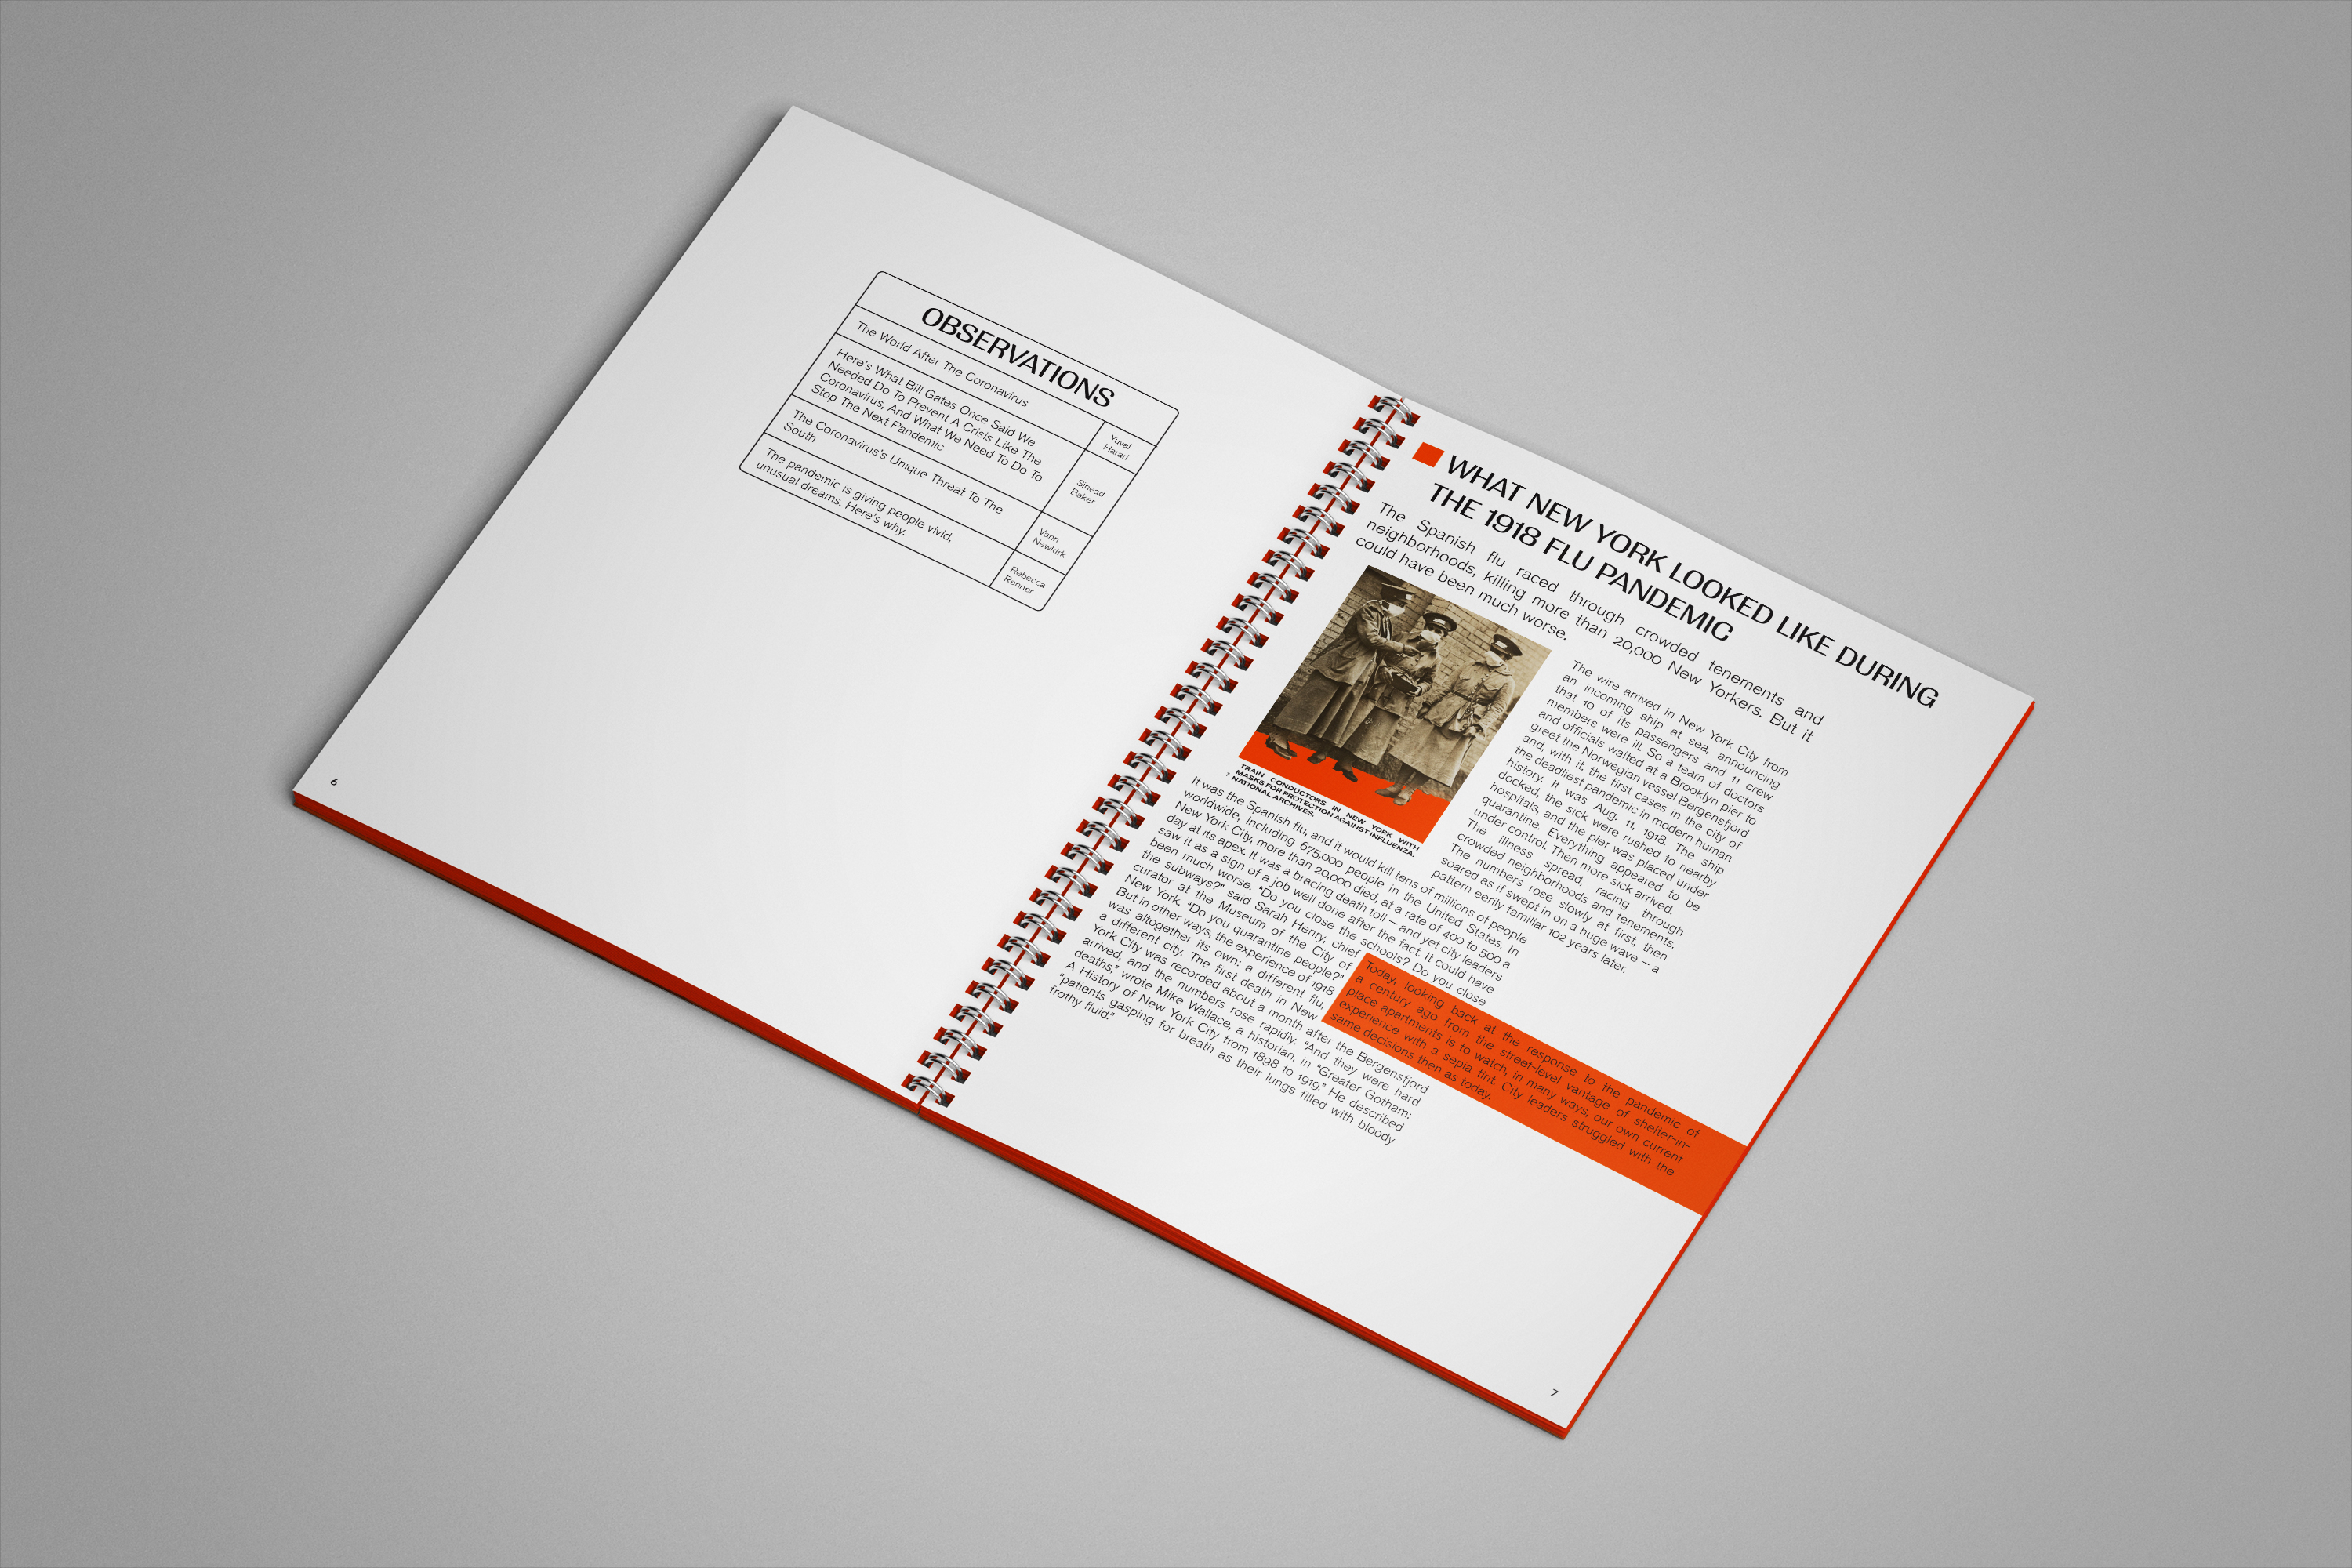 OBSERVATIONS
The World After The Coronavirus
Yuval
Harari
Here's What Bill Gates Once Said We
Needed Do To Prevent A Crisis Like The
Coronavirus, And What We Need To Do To
Stop The Next Pandemic
Sinead
Baker
The Coronavirus's Unique Threat To The
South
Vann
Newkirk
The pandemic is giving people vivid,
unusual dreams. Here's why.
Rebecca
Renner
6
WHAT NEW YORK LOOKED LIKE DURING
THE 1918 FLU PANDEMIC
The Spanish flu raced through crowded tenements and
neighborhoods, killing more than 20,000 New Yorkers. But it
could have been much worse.
TRAIN CONDUCTORS IN NEW YORK WITH
MASKS FOR PROTECTION AGAINST INFLUENZA.
↑ NATIONAL ARCHIVES.
The wire arrived in New York City from
an incoming ship at sea, announcing
that 10 of its passengers and 11 crew
members were ill. So a team of doctors
and officials waited at a Brooklyn pier to
greet the Norwegian vessel Bergensfjord
and, with it, the first cases in the city of
the deadliest pandemic in modern human
history. It was Aug. 11, 1918. The ship
docked, the sick were rushed to nearby
hospitals, and the pier was placed under
quarantine. Everything appeared to be
under control. Then more sick arrived.
The illness spread, racing through
crowded neighborhoods and tenements.
The numbers rose slowly at first, then
soared as if swept in on a huge wave — a
pattern eerily familiar 102 years later.
It was the Spanish flu, and it would kill tens of millions of people
worldwide, including 675,000 people in the United States. In
New York City, more than 20,000 died, at a rate of 400 to 500 a
day at its apex. It was a bracing death toll — and yet city leaders
saw it as a sign of a job well done after the fact. It could have
been much worse. “Do you close the schools? Do you close
the subways?” said Sarah Henry, chief
curator at the Museum of the City of
New York. “Do you quarantine people?”
But in other ways, the experience of 1918
was altogether its own: a different flu,
a different city. The first death in New
York City was recorded about a month after the Bergensfjord
arrived, and the numbers rose rapidly. “And they were hard
deaths,” wrote Mike Wallace, a historian, in “Greater Gotham:
A History of New York City from 1898 to 1919.” He described
“patients gasping for breath as their lungs filled with bloody
frothy fluid.”
Today, looking back at the response to the pandemic of
a century ago from the street-level vantage of shelter-in-
place apartments is to watch, in many ways, our own current
experience with a sepia tint. City leaders struggled with the
same decisions then as today.
7